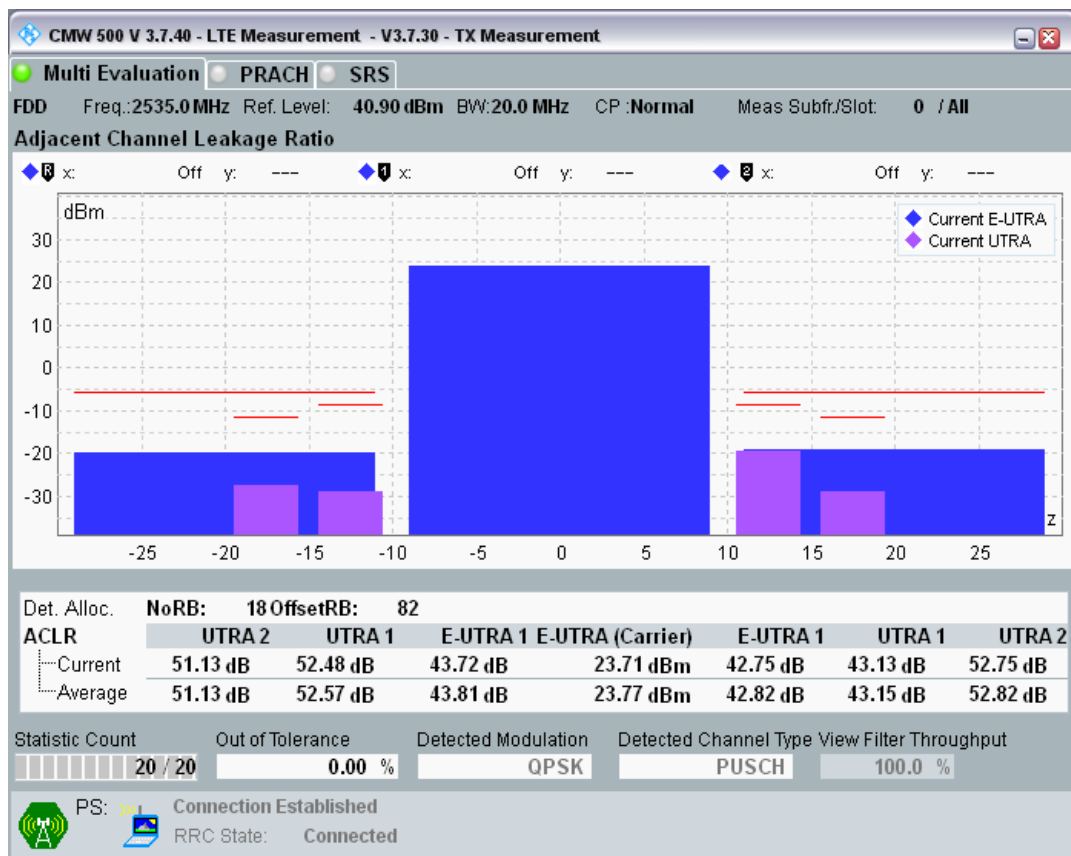 CMW 500 V 3.7.40 - LTE Measurement - V3.7.30 - TX Measurement
Multi Evaluation PRACH SRS
FDD Freq.:2535.0 MHz Ref. Level: 40.90 dBm BW:20.0 MHz CP :Normal Meas Subfr./Slot: 0 / All
Adjacent Channel Leakage Ratio
R x: Off y: --- 1 x: Off y: --- 2 x: Off y: ---
dBm
Current E-UTRA
Current UTRA
30
20
10
0
-10
-20
-30
z
-25 -20 -15 -10 -5 0 5 10 15 20 25
Det. Alloc. NoRB: 18 OffsetRB: 82
ACLR UTRA 2 UTRA 1 E-UTRA 1 E-UTRA (Carrier) E-UTRA 1 UTRA 1 UTRA 2
Current 51.13 dB 52.48 dB 43.72 dB 23.71 dBm 42.75 dB 43.13 dB 52.75 dB
Average 51.13 dB 52.57 dB 43.81 dB 23.77 dBm 42.82 dB 43.15 dB 52.82 dB
Statistic Count Out of Tolerance Detected Modulation Detected Channel Type View Filter Throughput
20 / 20 0.00 % QPSK PUSCH 100.0 %
PS: Connection Established
RRC State: Connected